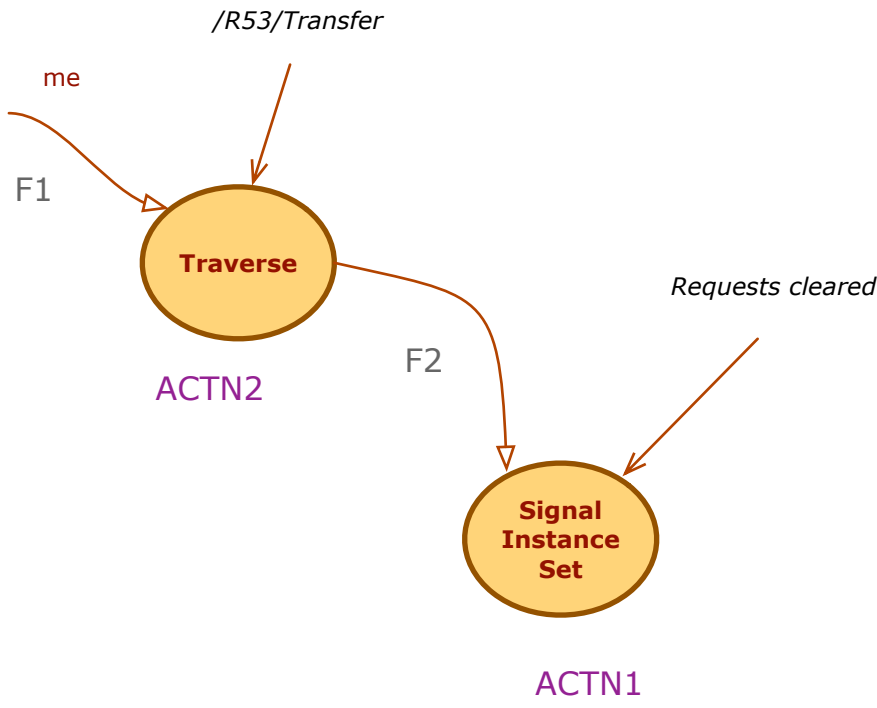 /R53/Transfer
me
F1
Traverse
Requests cleared
F2
ACTN2
Signal
Instance
Set
ACTN1